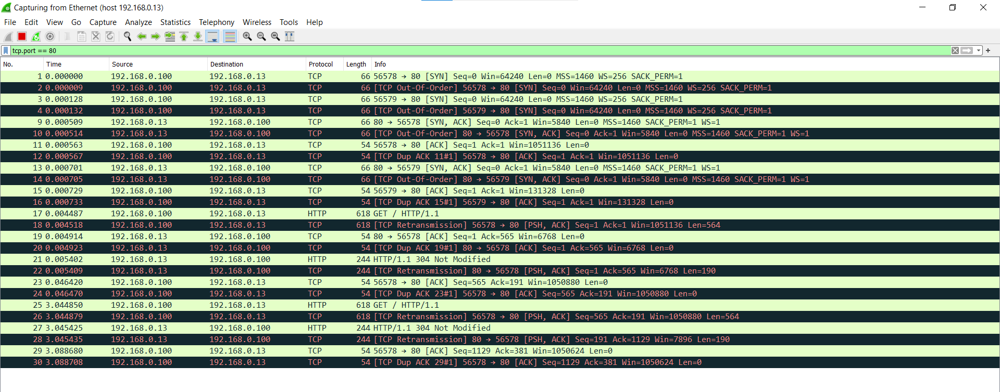 Capturing from Ethernet (host 192.168.0.13)
File Edit View Go Capture Analyze Statistics Telephony Wireless Tools Help
tcp.port == 80
No. Time Source Destination Protocol Length Info
1 0.000000 192.168.0.100 192.168.0.13 TCP 66 56578 → 80 [SYN] Seq=0 Win=64240 Len=0 MSS=1460 WS=256 SACK_PERM=1
2 0.000009 192.168.0.100 192.168.0.13 TCP 66 [TCP Out-Of-Order] 56578 → 80 [SYN] Seq=0 Win=64240 Len=0 MSS=1460 WS=256 SACK_PERM=1
3 0.000128 192.168.0.100 192.168.0.13 TCP 66 56579 → 80 [SYN] Seq=0 Win=64240 Len=0 MSS=1460 WS=256 SACK_PERM=1
4 0.000132 192.168.0.100 192.168.0.13 TCP 66 [TCP Out-Of-Order] 56579 → 80 [SYN] Seq=0 Win=64240 Len=0 MSS=1460 WS=256 SACK_PERM=1
9 0.000509 192.168.0.13 192.168.0.100 TCP 66 80 → 56578 [SYN, ACK] Seq=0 Ack=1 Win=5840 Len=0 MSS=1460 SACK_PERM=1 WS=1
10 0.000514 192.168.0.13 192.168.0.100 TCP 66 [TCP Out-Of-Order] 80 → 56578 [SYN, ACK] Seq=0 Ack=1 Win=5840 Len=0 MSS=1460 SACK_PERM=1 WS=1
11 0.000563 192.168.0.100 192.168.0.13 TCP 54 56578 → 80 [ACK] Seq=1 Ack=1 Win=1051136 Len=0
12 0.000567 192.168.0.100 192.168.0.13 TCP 54 [TCP Dup ACK 11#1] 56578 → 80 [ACK] Seq=1 Ack=1 Win=1051136 Len=0
13 0.000701 192.168.0.13 192.168.0.100 TCP 66 80 → 56579 [SYN, ACK] Seq=0 Ack=1 Win=5840 Len=0 MSS=1460 SACK_PERM=1 WS=1
14 0.000705 192.168.0.13 192.168.0.100 TCP 66 [TCP Out-Of-Order] 80 → 56579 [SYN, ACK] Seq=0 Ack=1 Win=5840 Len=0 MSS=1460 SACK_PERM=1 WS=1
15 0.000729 192.168.0.100 192.168.0.13 TCP 54 56579 → 80 [ACK] Seq=1 Ack=1 Win=131328 Len=0
16 0.000733 192.168.0.100 192.168.0.13 TCP 54 [TCP Dup ACK 15#1] 56579 → 80 [ACK] Seq=1 Ack=1 Win=131328 Len=0
17 0.004487 192.168.0.100 192.168.0.13 HTTP 618 GET / HTTP/1.1
18 0.004518 192.168.0.100 192.168.0.13 TCP 618 [TCP Retransmission] 56578 → 80 [PSH, ACK] Seq=1 Ack=1 Win=1051136 Len=564
19 0.004914 192.168.0.13 192.168.0.100 TCP 54 80 → 56578 [ACK] Seq=1 Ack=565 Win=6768 Len=0
20 0.004923 192.168.0.13 192.168.0.100 TCP 54 [TCP Dup ACK 19#1] 80 → 56578 [ACK] Seq=1 Ack=565 Win=6768 Len=0
21 0.005402 192.168.0.13 192.168.0.100 HTTP 244 HTTP/1.1 304 Not Modified
22 0.005409 192.168.0.13 192.168.0.100 TCP 244 [TCP Retransmission] 80 → 56578 [PSH, ACK] Seq=1 Ack=565 Win=6768 Len=190
23 0.046420 192.168.0.100 192.168.0.13 TCP 54 56578 → 80 [ACK] Seq=565 Ack=191 Win=1050880 Len=0
24 0.046470 192.168.0.100 192.168.0.13 TCP 54 [TCP Dup ACK 23#1] 56578 → 80 [ACK] Seq=565 Ack=191 Win=1050880 Len=0
25 3.044850 192.168.0.100 192.168.0.13 HTTP 618 GET / HTTP/1.1
26 3.044879 192.168.0.100 192.168.0.13 TCP 618 [TCP Retransmission] 56578 → 80 [PSH, ACK] Seq=565 Ack=191 Win=1050880 Len=564
27 3.045425 192.168.0.13 192.168.0.100 HTTP 244 HTTP/1.1 304 Not Modified
28 3.045435 192.168.0.13 192.168.0.100 TCP 244 [TCP Retransmission] 80 → 56578 [PSH, ACK] Seq=191 Ack=1129 Win=7896 Len=190
29 3.088680 192.168.0.100 192.168.0.13 TCP 54 56578 → 80 [ACK] Seq=1129 Ack=381 Win=1050624 Len=0
30 3.088708 192.168.0.100 192.168.0.13 TCP 54 [TCP Dup ACK 29#1] 56578 → 80 [ACK] Seq=1129 Ack=381 Win=1050624 Len=0